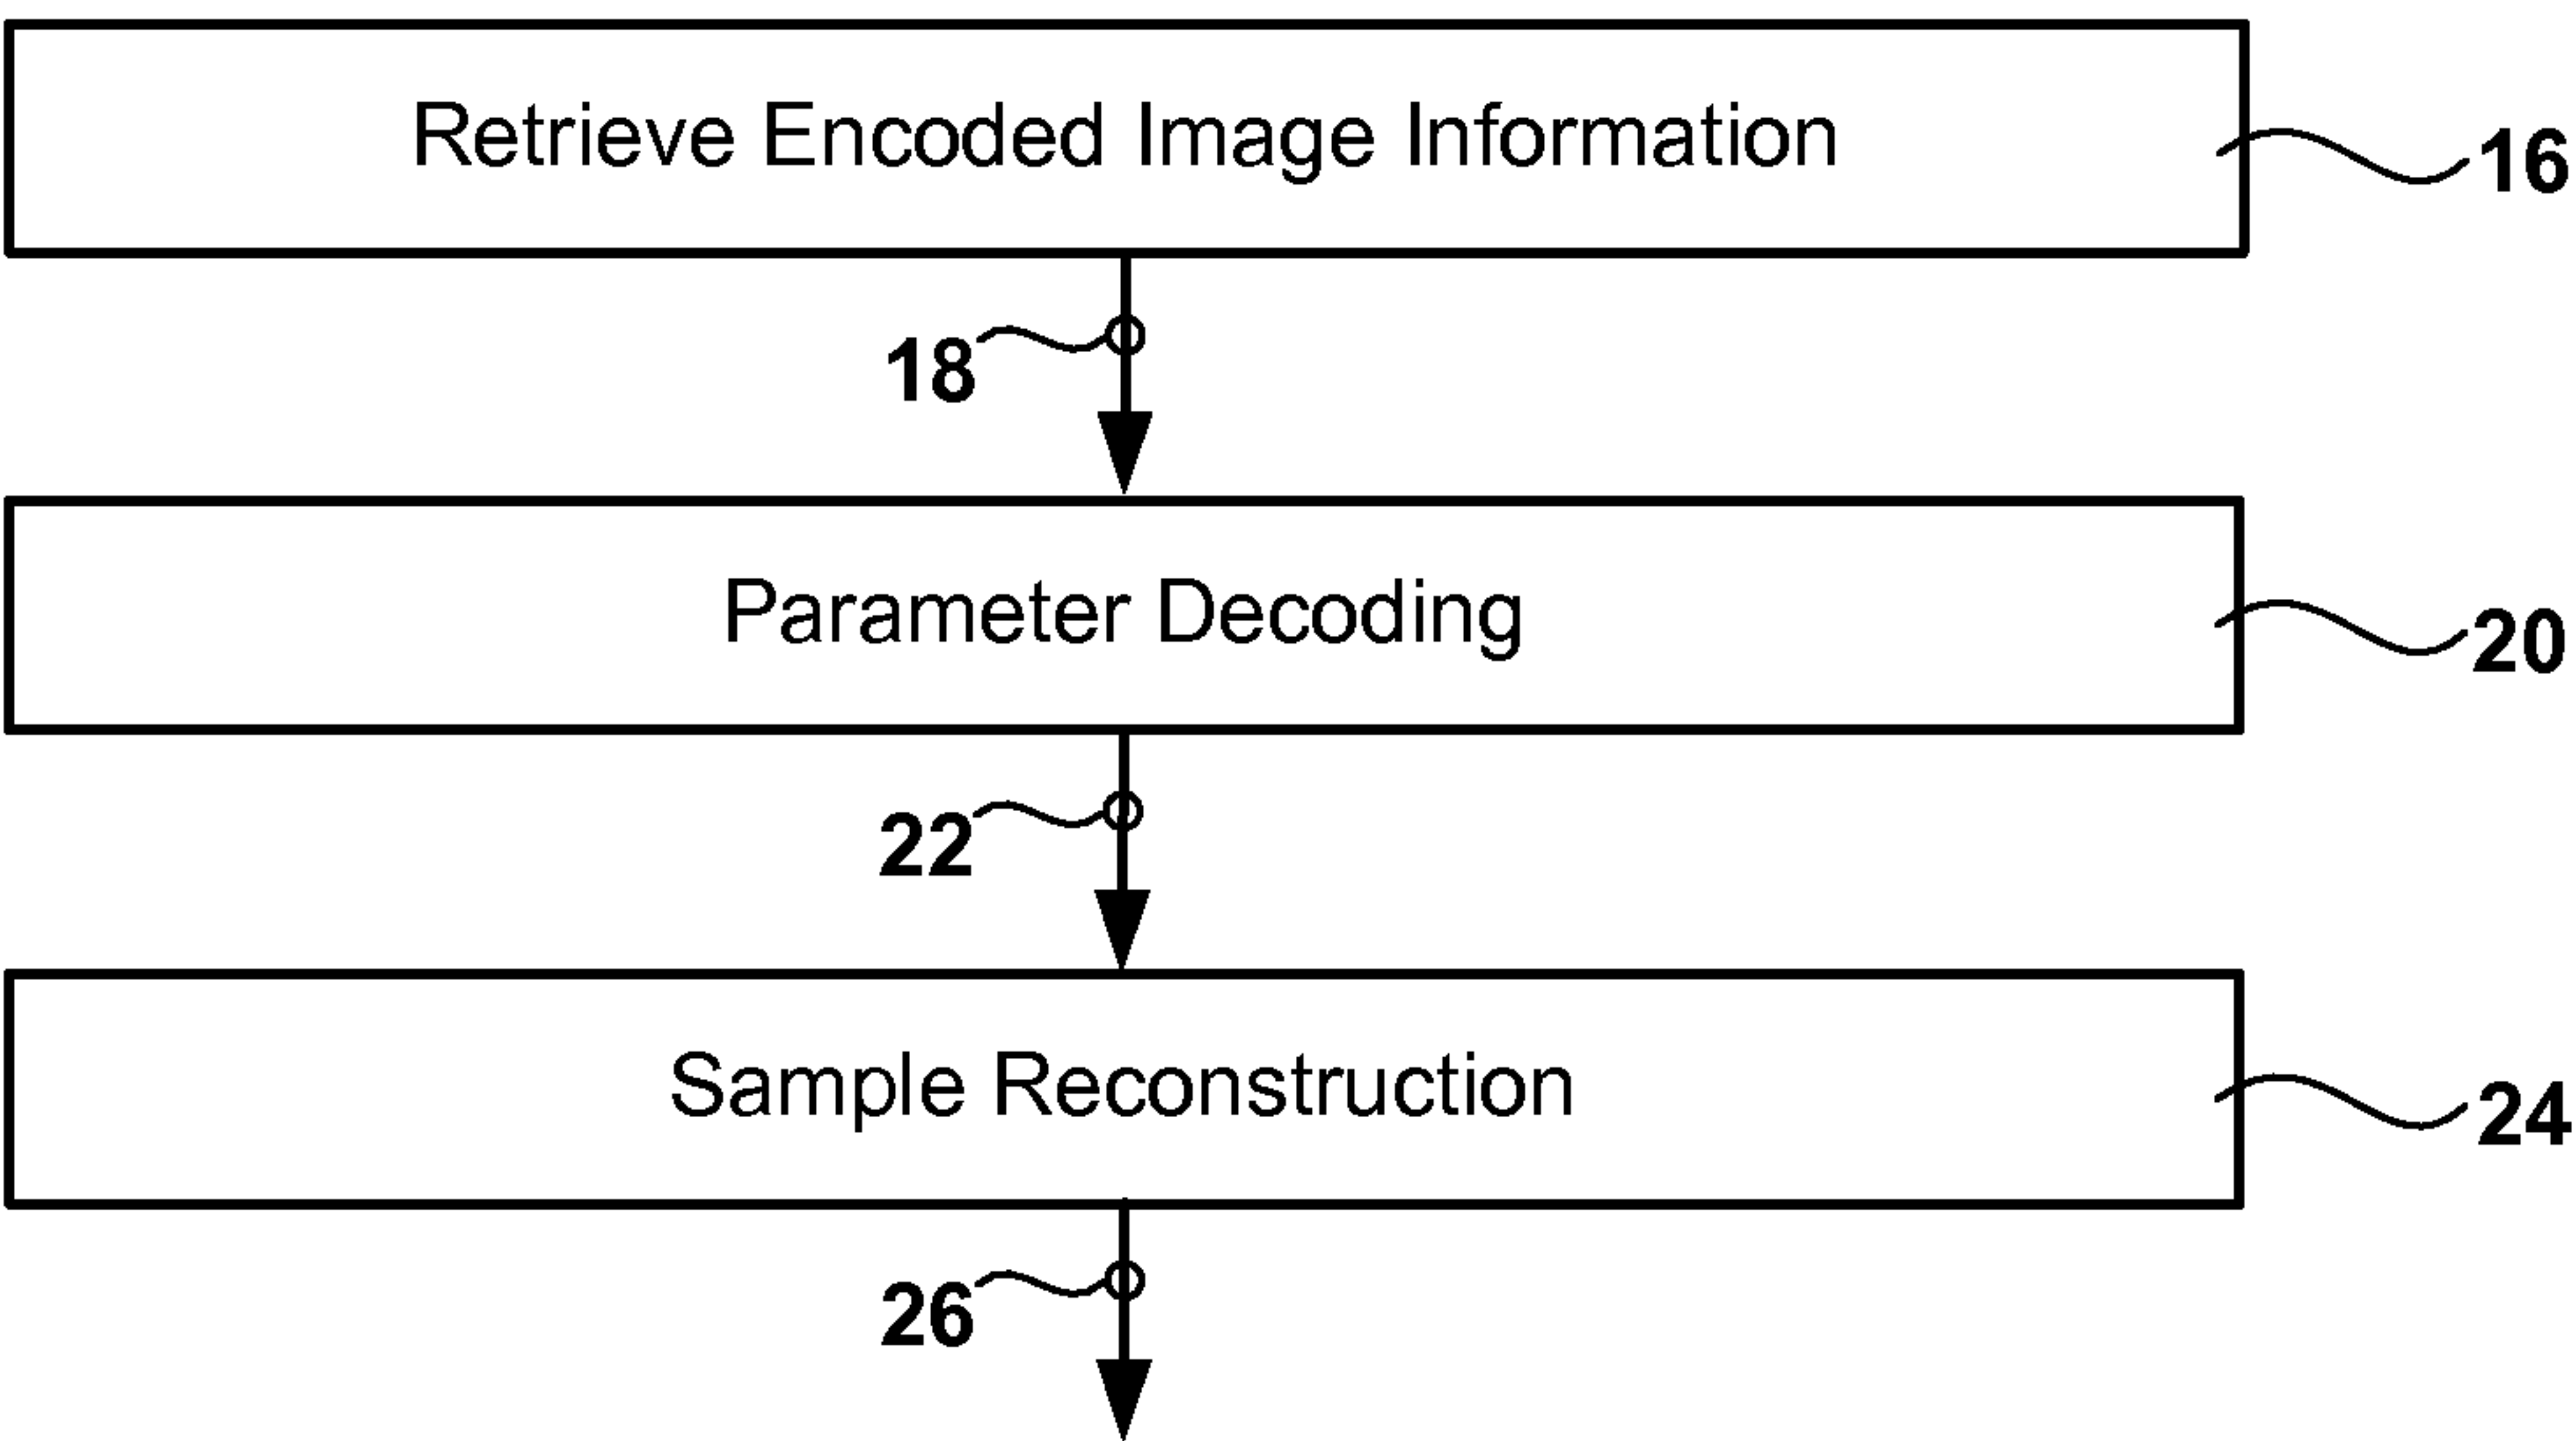 Retrieve Encoded Image Information
16
18
Parameter Decoding
20
22
Sample Reconstruction
24
26